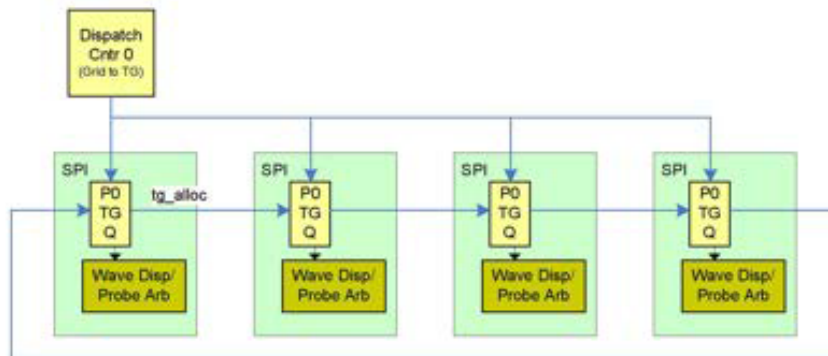 Dispatch
Cntr 0
(Grid to TG)
SPI
P0
TG
Q
tg_alloc
Wave Disp/
Probe Arb
SPI
P0
TG
Q
Wave Disp/
Probe Arb
SPI
P0
TG
Q
Wave Disp/
Probe Arb
SPI
P0
TG
Q
Wave Disp/
Probe Arb